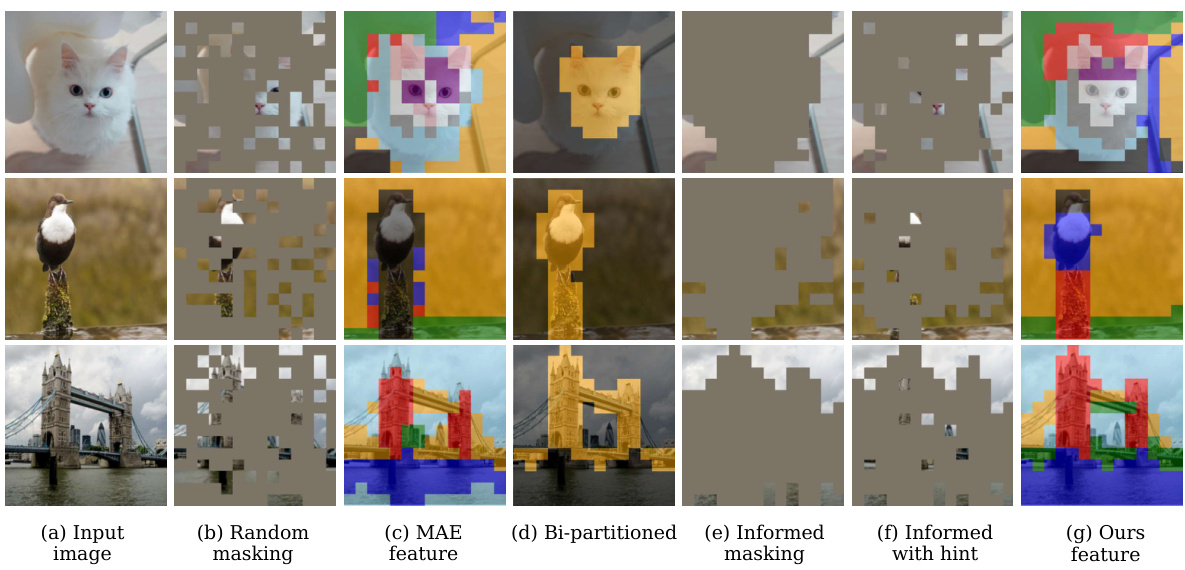 (a) Input
image
(b) Random
masking
(c) MAE
feature
(d) Bi-partitioned
(e) Informed
masking
(f) Informed
with hint
(g) Ours
feature